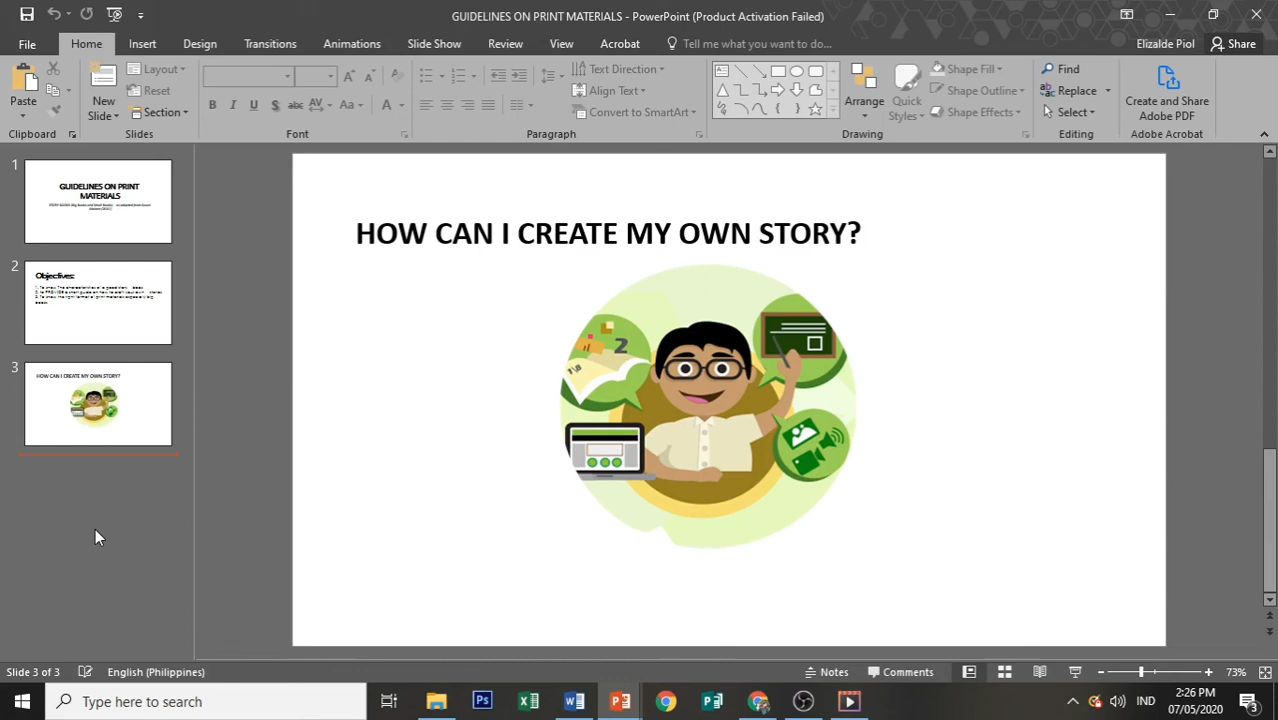 GUIDELINES ON PRINT MATERIALS - PowerPoint (Product Activation Failed)
File Home Insert Design Transitions Animations Slide Show Review View Acrobat Tell me what you want to do... Elizalde Piol Share
Paste
Clipboard
New Slide
Layout
Reset
Section
Slides
B I U S abc AV Aa A
Font
Text Direction
Align Text
Convert to SmartArt
Paragraph
Arrange
Quick Styles
Shape Fill
Shape Outline
Shape Effects
Drawing
Find
Replace
Select
Editing
Create and Share Adobe PDF
Adobe Acrobat
1
GUIDELINES ON PRINT
MATERIALS
2
Objectives:
3
HOW CAN I CREATE MY OWN STORY?
HOW CAN I CREATE MY OWN STORY?
2
Slide 3 of 3 English (Philippines) Notes Comments 73%
Type here to search
IND
2:26 PM
07/05/2020
3